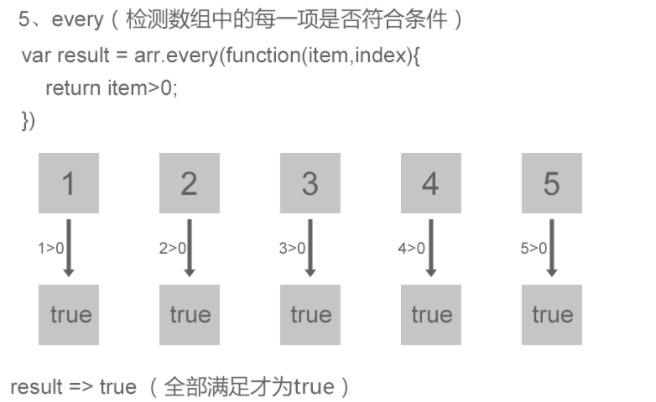 5、every（检测数组中的每一项是否符合条件）
var result = arr.every(function(item,index){
return item>0;
})
1 2 3 4 5
1>0 2>0 3>0 4>0 5>0
true true true true true
result => true （全部满足才为true）